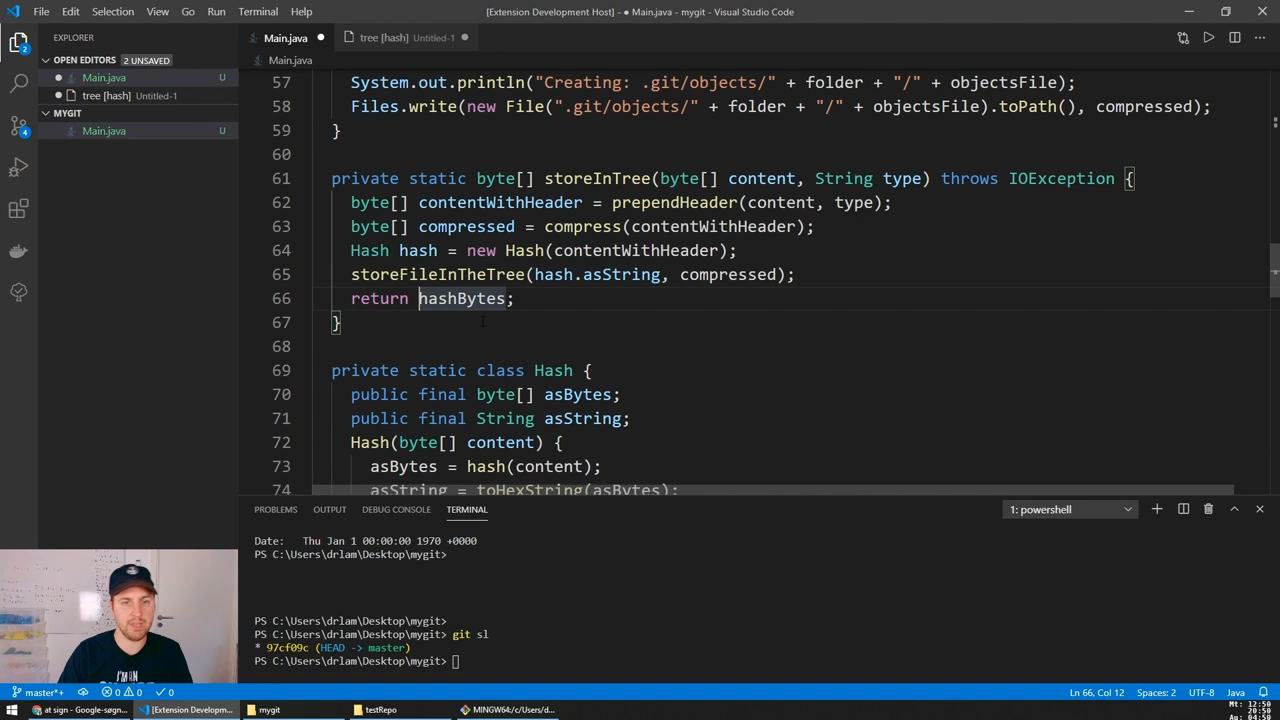 File Edit Selection View Go Run Terminal Help
[Extension Development Host] - ● Main.java - mygit - Visual Studio Code
EXPLORER
OPEN EDITORS 2 UNSAVED
Main.java U
tree [hash] Untitled-1
MYGIT
Main.java U
2
4
Main.java
tree [hash] Untitled-1
Main.java
57 System.out.println("Creating: .git/objects/" + folder + "/" + objectsFile);
58 Files.write(new File(".git/objects/" + folder + "/" + objectsFile).toPath(), compressed);
59 }
60
61 private static byte[] storeInTree(byte[] content, String type) throws IOException {
62 byte[] contentWithHeader = prependHeader(content, type);
63 byte[] compressed = compress(contentWithHeader);
64 Hash hash = new Hash(contentWithHeader);
65 storeFileInTheTree(hash.asString, compressed);
66 return hashBytes;
67 }
68
69 private static class Hash {
70 public final byte[] asBytes;
71 public final String asString;
72 Hash(byte[] content) {
73 asBytes = hash(content);
74 asString = toHexString(asBytes);
PROBLEMS OUTPUT DEBUG CONSOLE TERMINAL
1: powershell
Date: Thu Jan 1 00:00:00 1970 +0000
PS C:\Users\drlam\Desktop\mygit>
PS C:\Users\drlam\Desktop\mygit>
PS C:\Users\drlam\Desktop\mygit> git sl
* 97cf09c (HEAD -> master)
PS C:\Users\drlam\Desktop\mygit>
I'M AN
master*+ 0 0 0
Ln 66, Col 12 Spaces: 2 UTF-8 Java
at sign - Google-søgn...
[Extension Developm...
mygit
testRepo
MINGW64:/c/Users/d...
Mt: 12:50
20:50